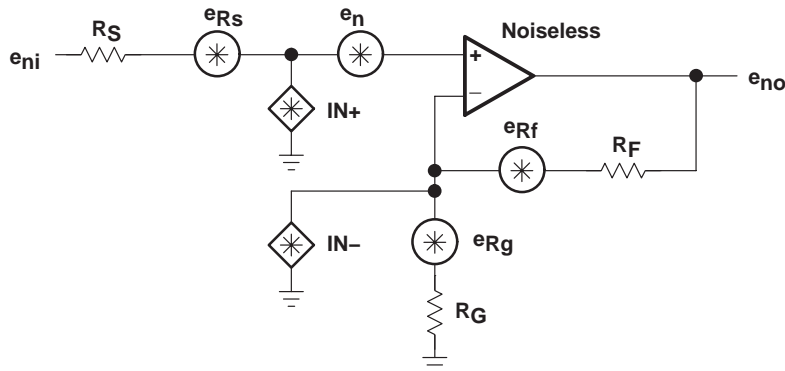 eRs
en
Noiseless
RS
eni
+
−
eno
IN+
eRf
RF
IN−
eRg
RG